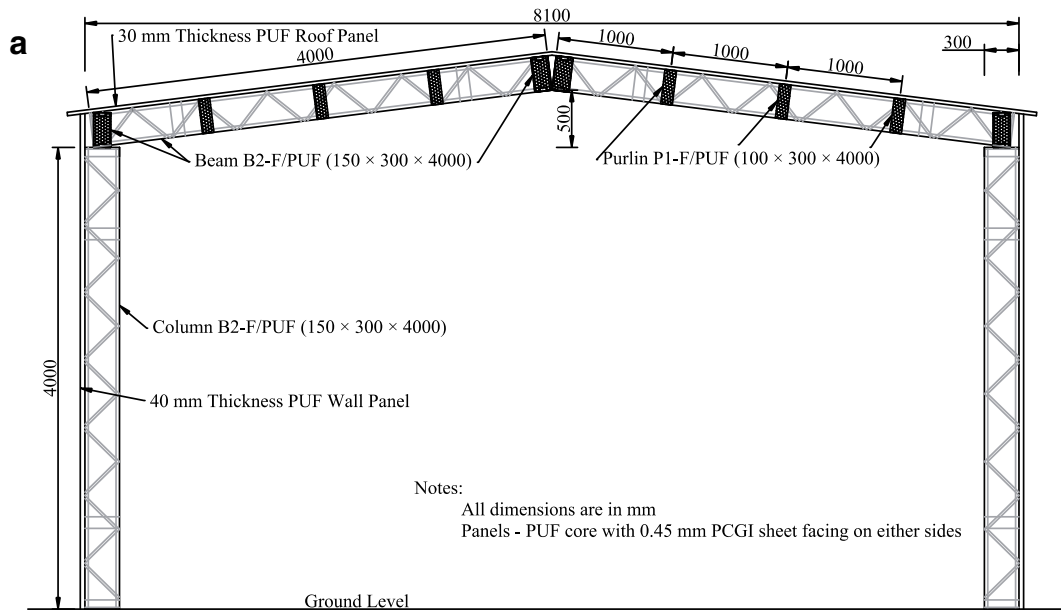 8100
a
30 mm Thickness PUF Roof Panel
4000
1000
1000
1000
300
500
Beam B2-F/PUF (150 × 300 × 4000)
Purlin P1-F/PUF (100 × 300 × 4000)
Column B2-F/PUF (150 × 300 × 4000)
4000
40 mm Thickness PUF Wall Panel
Notes:
All dimensions are in mm
Panels - PUF core with 0.45 mm PCGI sheet facing on either sides
Ground Level